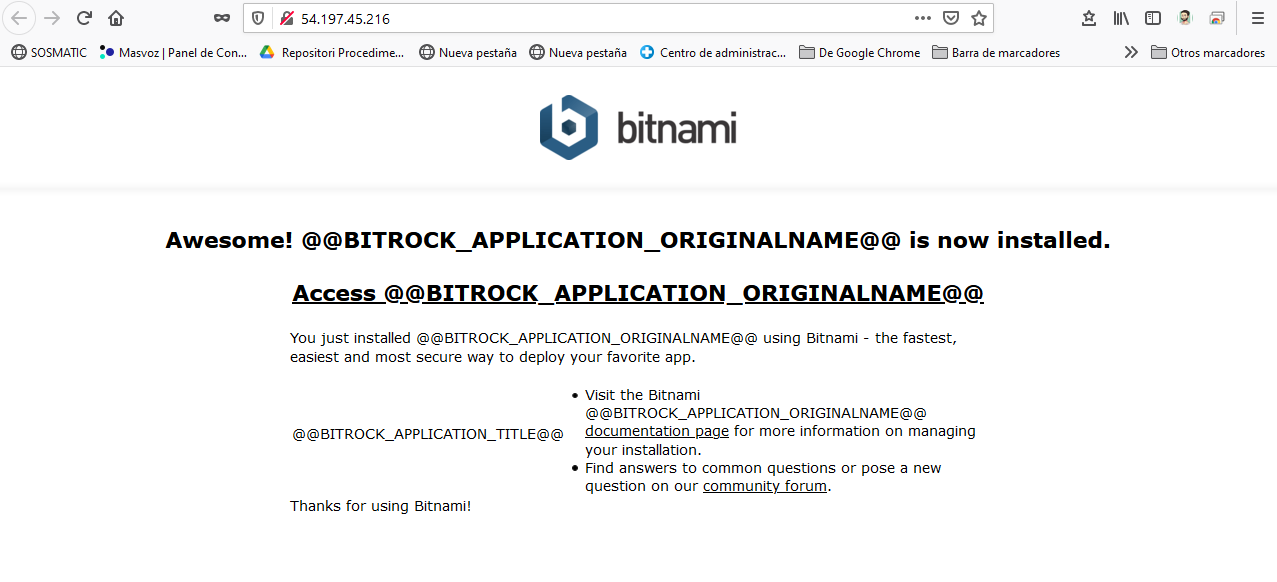 54.197.45.216
SOSMATIC Masvoz | Panel de Con... Repositori Procedime... Nueva pestaña Nueva pestaña Centro de administrac... De Google Chrome Barra de marcadores Otros marcadores
bitnami
Awesome! @@BITROCK_APPLICATION_ORIGINALNAME@@ is now installed.
Access @@BITROCK_APPLICATION_ORIGINALNAME@@
You just installed @@BITROCK_APPLICATION_ORIGINALNAME@@ using Bitnami - the fastest,
easiest and most secure way to deploy your favorite app.
@@BITROCK_APPLICATION_TITLE@@
• Visit the Bitnami
@@BITROCK_APPLICATION_ORIGINALNAME@@
documentation page for more information on managing
your installation.
• Find answers to common questions or pose a new
question on our community forum.
Thanks for using Bitnami!